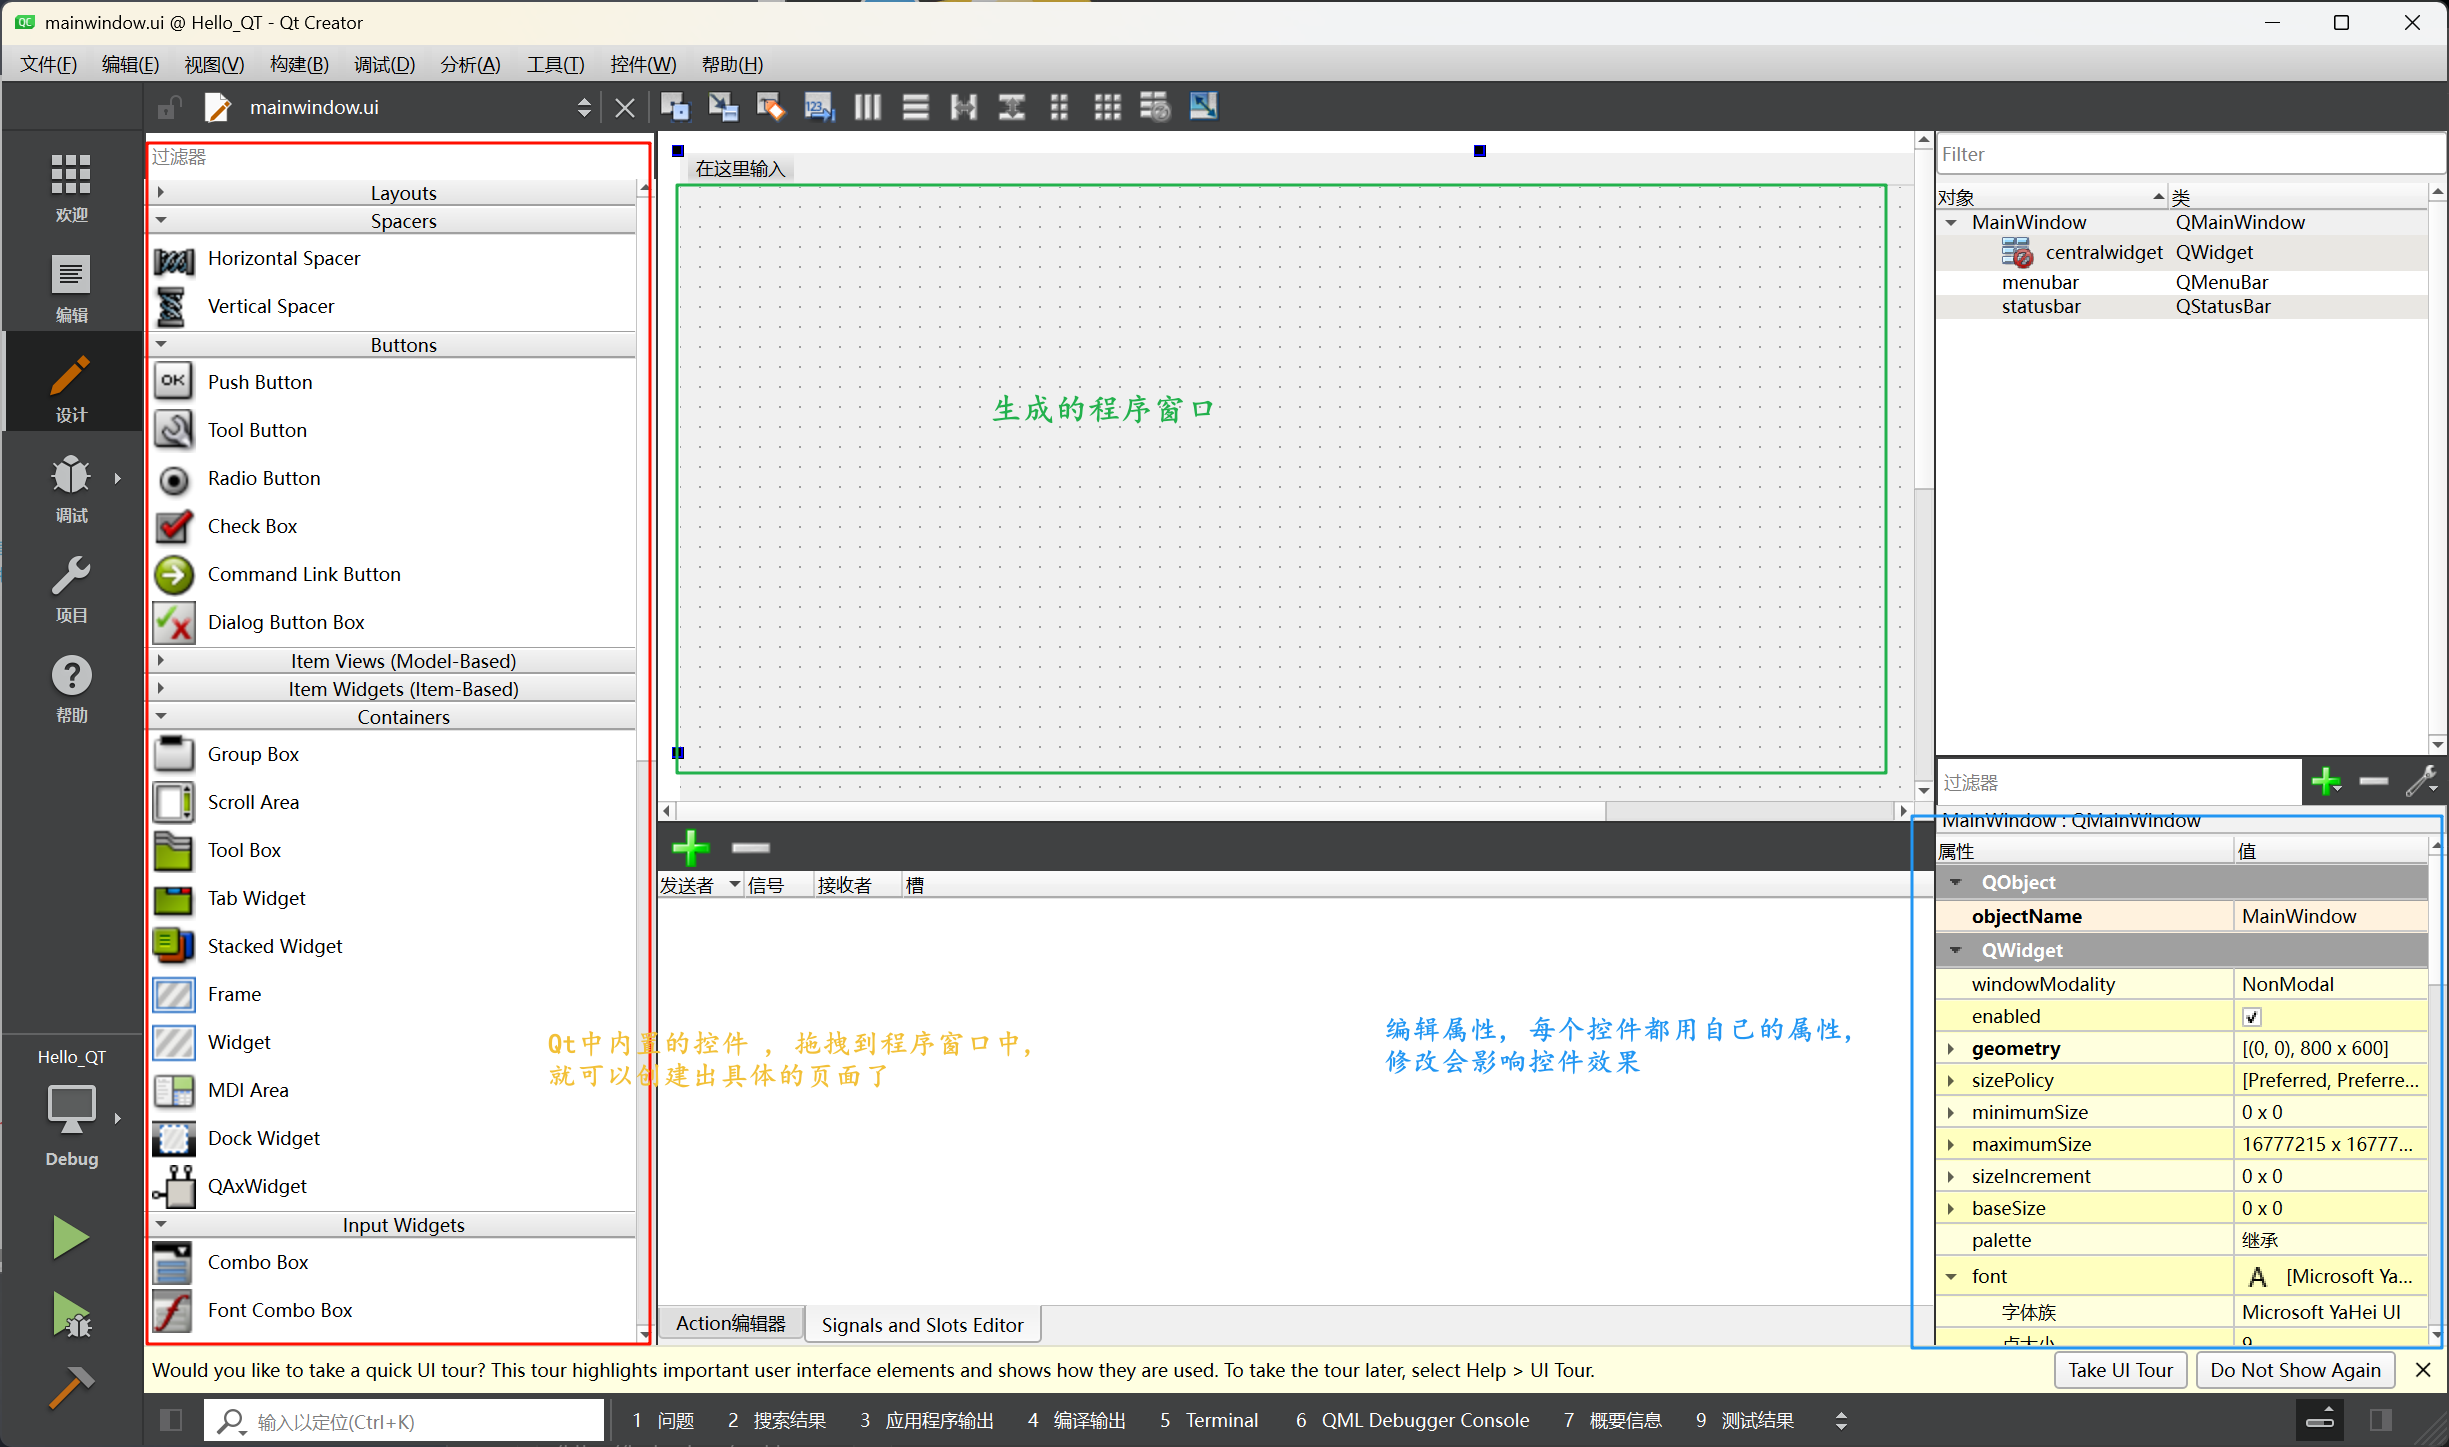 mainwindow.ui @ Hello_QT - Qt Creator
文件(F) 编辑(E) 视图(V) 构建(B) 调试(D) 分析(A) 工具(T) 控件(W) 帮助(H)
mainwindow.ui
欢迎
编辑
设计
调试
项目
帮助
Hello_QT
Debug
过滤器
Layouts
Spacers
Horizontal Spacer
Vertical Spacer
Buttons
OK Push Button
Tool Button
Radio Button
Check Box
Command Link Button
Dialog Button Box
Item Views (Model-Based)
Item Widgets (Item-Based)
Containers
Group Box
Scroll Area
Tool Box
Tab Widget
Stacked Widget
Frame
Widget
MDI Area
Dock Widget
QAxWidget
Input Widgets
Combo Box
Font Combo Box
在这里输入
生成的程序窗口
发送者 信号 接收者 槽
Qt中内置的控件 ，拖拽到程序窗口中，
就可以创建出具体的页面了
编辑属性，每个控件都用自己的属性，
修改会影响控件效果
Action编辑器 Signals and Slots Editor
Filter
对象 类
MainWindow QMainWindow
centralwidget QWidget
menubar QMenuBar
statusbar QStatusBar
过滤器
MainWindow : QMainWindow
属性 值
QObject
objectName MainWindow
QWidget
windowModality NonModal
enabled
geometry [(0, 0), 800 x 600]
sizePolicy [Preferred, Preferre...
minimumSize 0 x 0
maximumSize 16777215 x 16777...
sizeIncrement 0 x 0
baseSize 0 x 0
palette 继承
font A [Microsoft Ya...
字体族 Microsoft YaHei UI
点大小 9
Would you like to take a quick UI tour? This tour highlights important user interface elements and shows how they are used. To take the tour later, select Help > UI Tour.
Take UI Tour Do Not Show Again
输入以定位(Ctrl+K) 1 问题 2 搜索结果 3 应用程序输出 4 编译输出 5 Terminal 6 QML Debugger Console 7 概要信息 9 测试结果